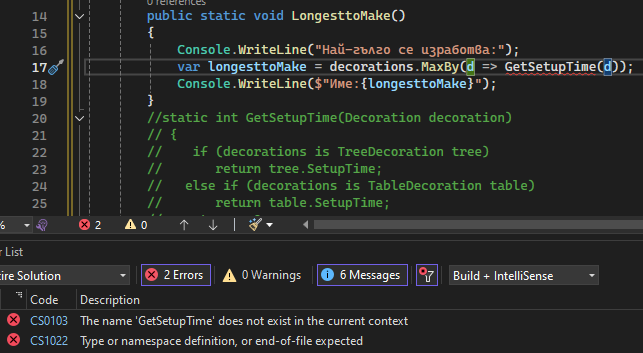 0 references
14 public static void LongesttoMake()
15 {
16 Console.WriteLine("Най-гълго се изработва:");
17 var longesttoMake = decorations.MaxBy(d => GetSetupTime(d));
18 Console.WriteLine($"Име:{longesttoMake}");
19 }
20 //static int GetSetupTime(Decoration decoration)
21 // {
22 // if (decorations is TreeDecoration tree)
23 // return tree.SetupTime;
24 // else if (decorations is TableDecoration table)
25 // return table.SetupTime;
% 2 0
r List
ire Solution 2 Errors 0 Warnings 6 Messages Build + IntelliSense
Code Description
CS0103 The name 'GetSetupTime' does not exist in the current context
CS1022 Type or namespace definition, or end-of-file expected